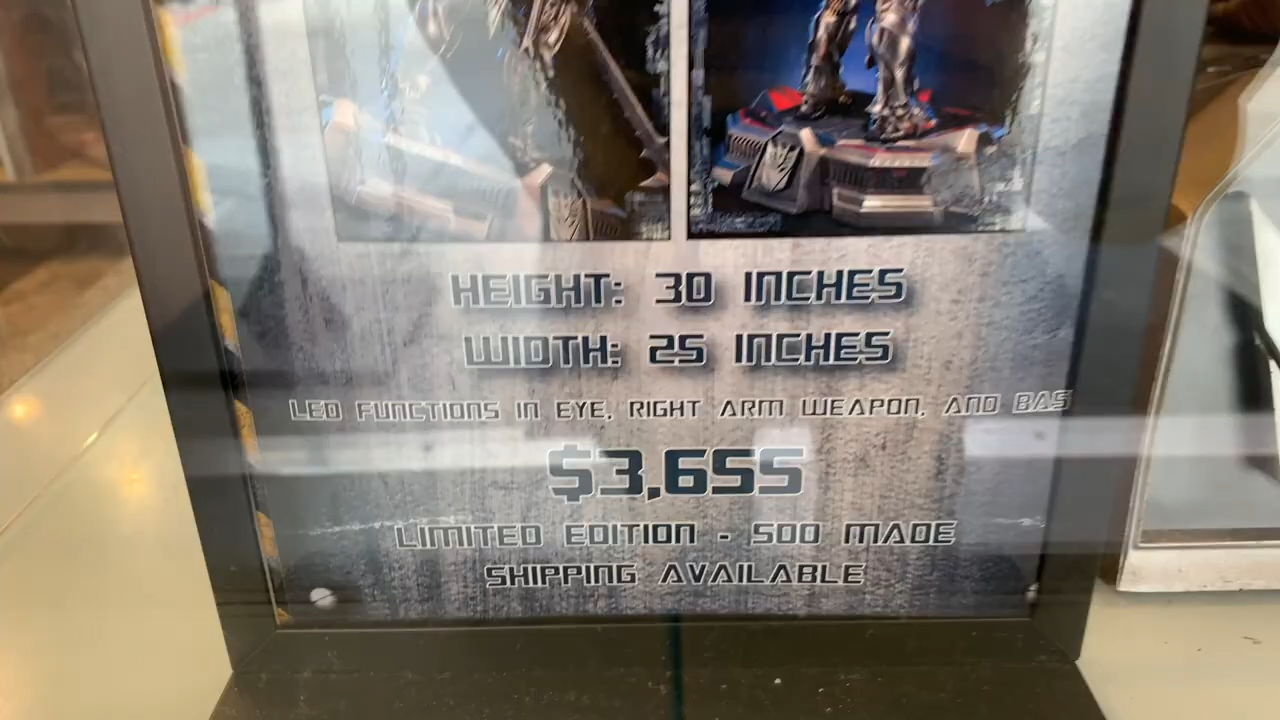 HEIGHT: 30 INCHES
WIDTH: 25 INCHES
LED FUNCTIONS IN EYE, RIGHT ARM WEAPON, AND BAS
$3,655
LIMITED EDITION - 500 MADE
SHIPPING AVAILABLE